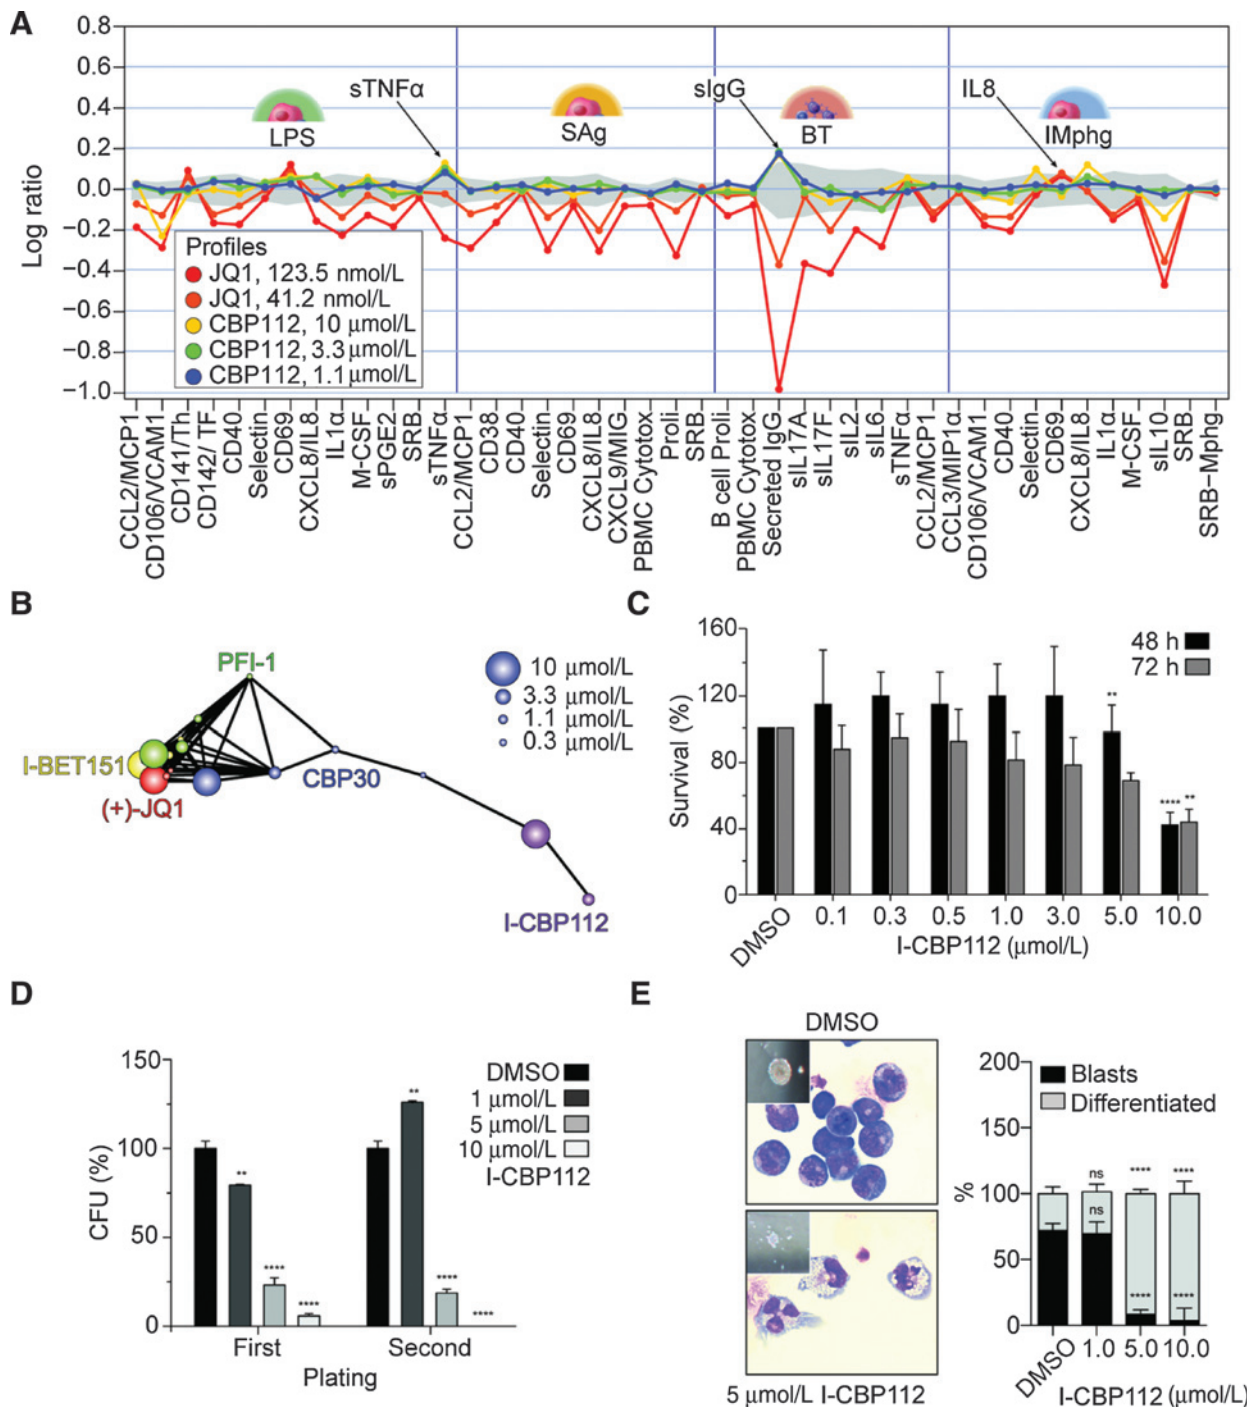 A
Log ratio
0.8
0.6
0.4
0.2
0.0
−0.2
−0.4
−0.6
−0.8
−1.0
sTNFα
sIgG
IL8
LPS
SAg
BT
IMphg
Profiles
JQ1, 123.5 nmol/L
JQ1, 41.2 nmol/L
CBP112, 10 μmol/L
CBP112, 3.3 μmol/L
CBP112, 1.1 μmol/L
CCL2/MCP1
CD106/VCAM1
CD141/Th
CD142/ TF
CD40
Selectin
CD69
CXCL8/IL8
IL1α
M-CSF
sPGE2
SRB
sTNFα
CCL2/MCP1
CD38
CD40
Selectin
CD69
CXCL8/IL8
CXCL9/MIG
PBMC Cytotox
Proli
SRB
B cell Proli
PBMC Cytotox
Secreted IgG
sIL17A
sIL17F
sIL2
sIL6
sTNFα
CCL2/MCP1
CCL3/MIP1α
CD106/VCAM1
CD40
Selectin
CD69
CXCL8/IL8
IL1α
M-CSF
sIL10
SRB
SRB−Mphg
B
PFI-1
I-BET151
(+)-JQ1
CBP30
I-CBP112
10 μmol/L
3.3 μmol/L
1.1 μmol/L
0.3 μmol/L
C
Survival (%)
160
120
80
40
0
48 h
72 h
**
****
**
DMSO
0.1
0.3
0.5
1.0
3.0
5.0
10.0
I-CBP112 (μmol/L)
D
CFU (%)
150
100
50
0
DMSO
1 μmol/L
5 μmol/L
10 μmol/L
I-CBP112
**
****
****
**
****
****
First
Second
Plating
E
DMSO
5 μmol/L I-CBP112
%
200
150
100
50
0
Blasts
Differentiated
ns
****
****
ns
****
****
DMSO
1.0
5.0
10.0
I-CBP112 (μmol/L)